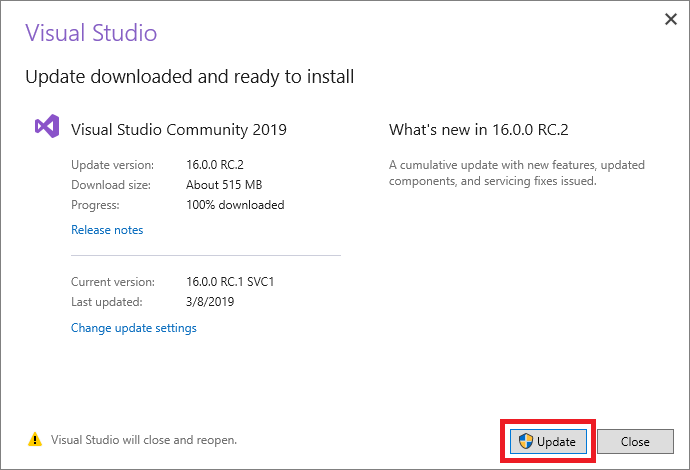 Visual Studio
Update downloaded and ready to install
Visual Studio Community 2019
Update version: 16.0.0 RC.2
Download size: About 515 MB
Progress: 100% downloaded
Release notes
Current version: 16.0.0 RC.1 SVC1
Last updated: 3/8/2019
Change update settings
What's new in 16.0.0 RC.2
A cumulative update with new features, updated
components, and servicing fixes issued.
Visual Studio will close and reopen.
Update
Close